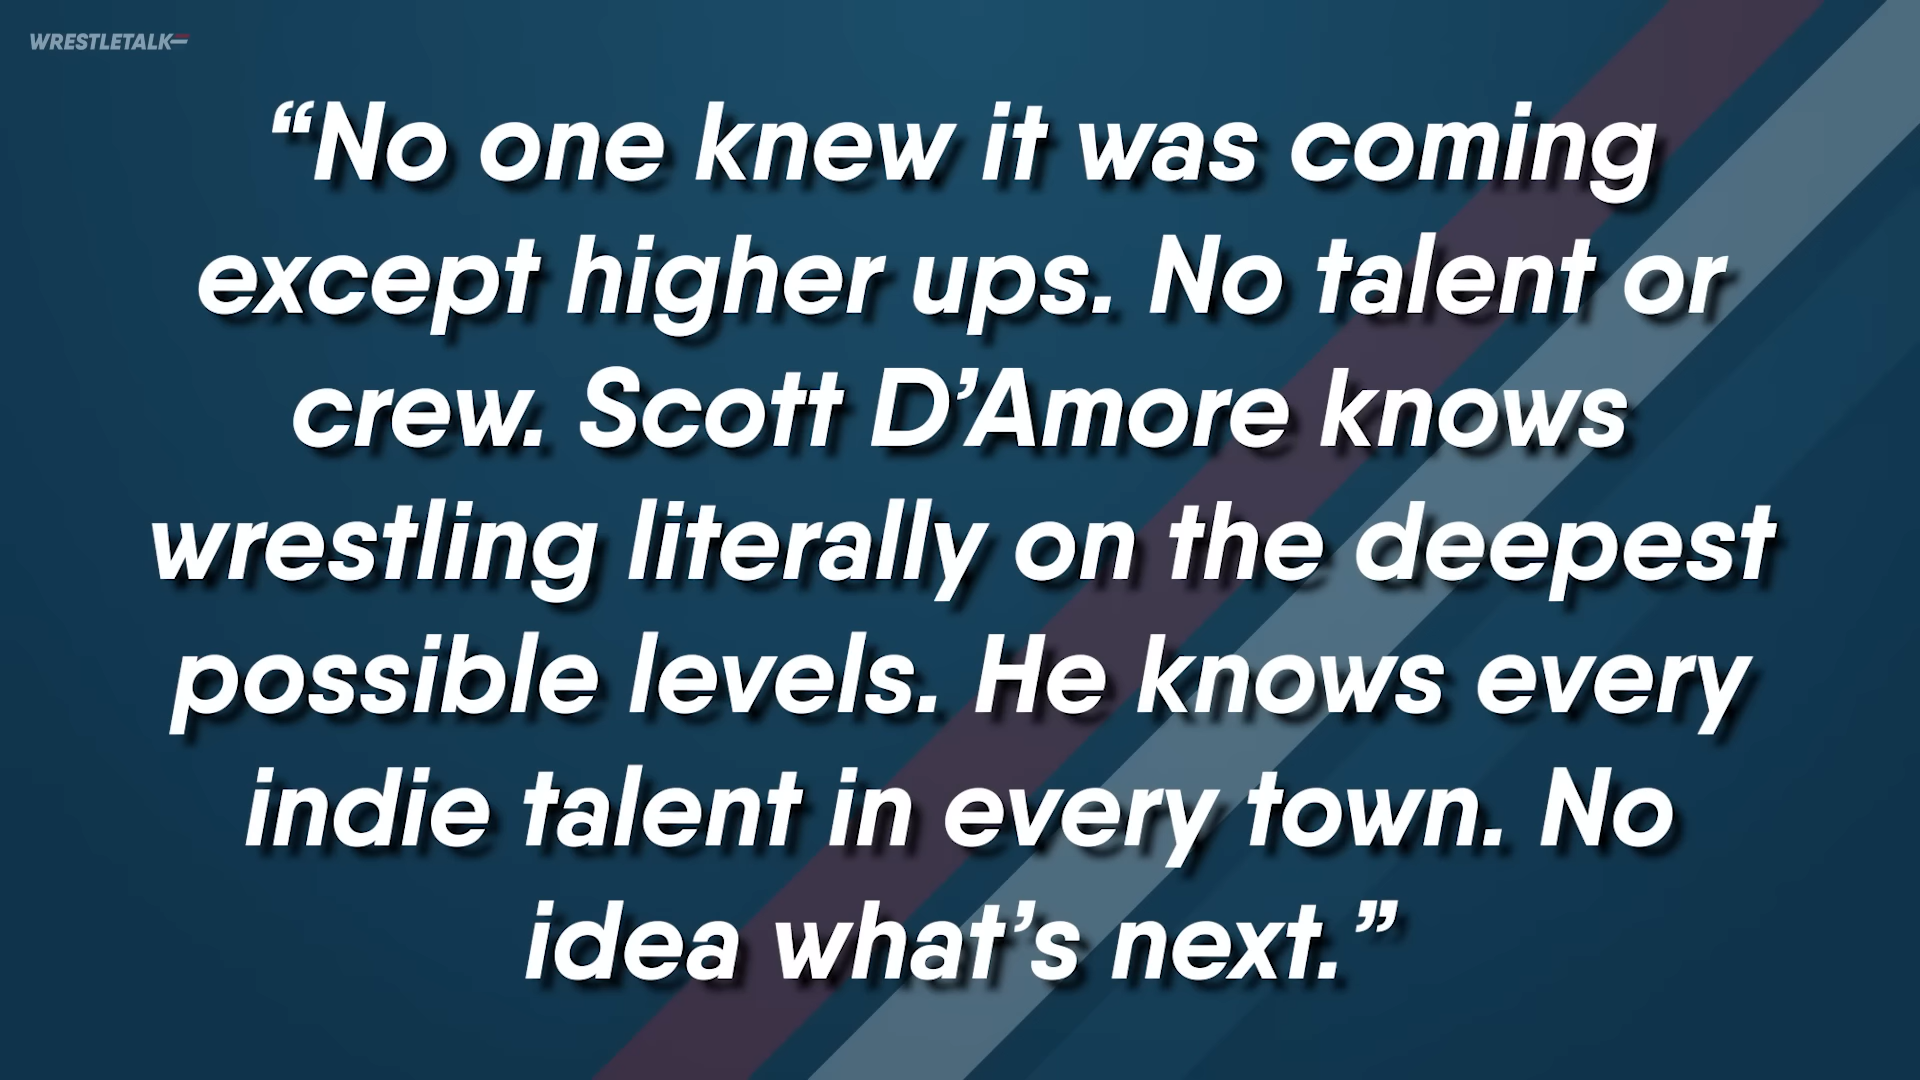 WRESTLETALK
“No one knew it was coming
except higher ups. No talent or
crew. Scott D’Amore knows
wrestling literally on the deepest
possible levels. He knows every
indie talent in every town. No
idea what’s next.”